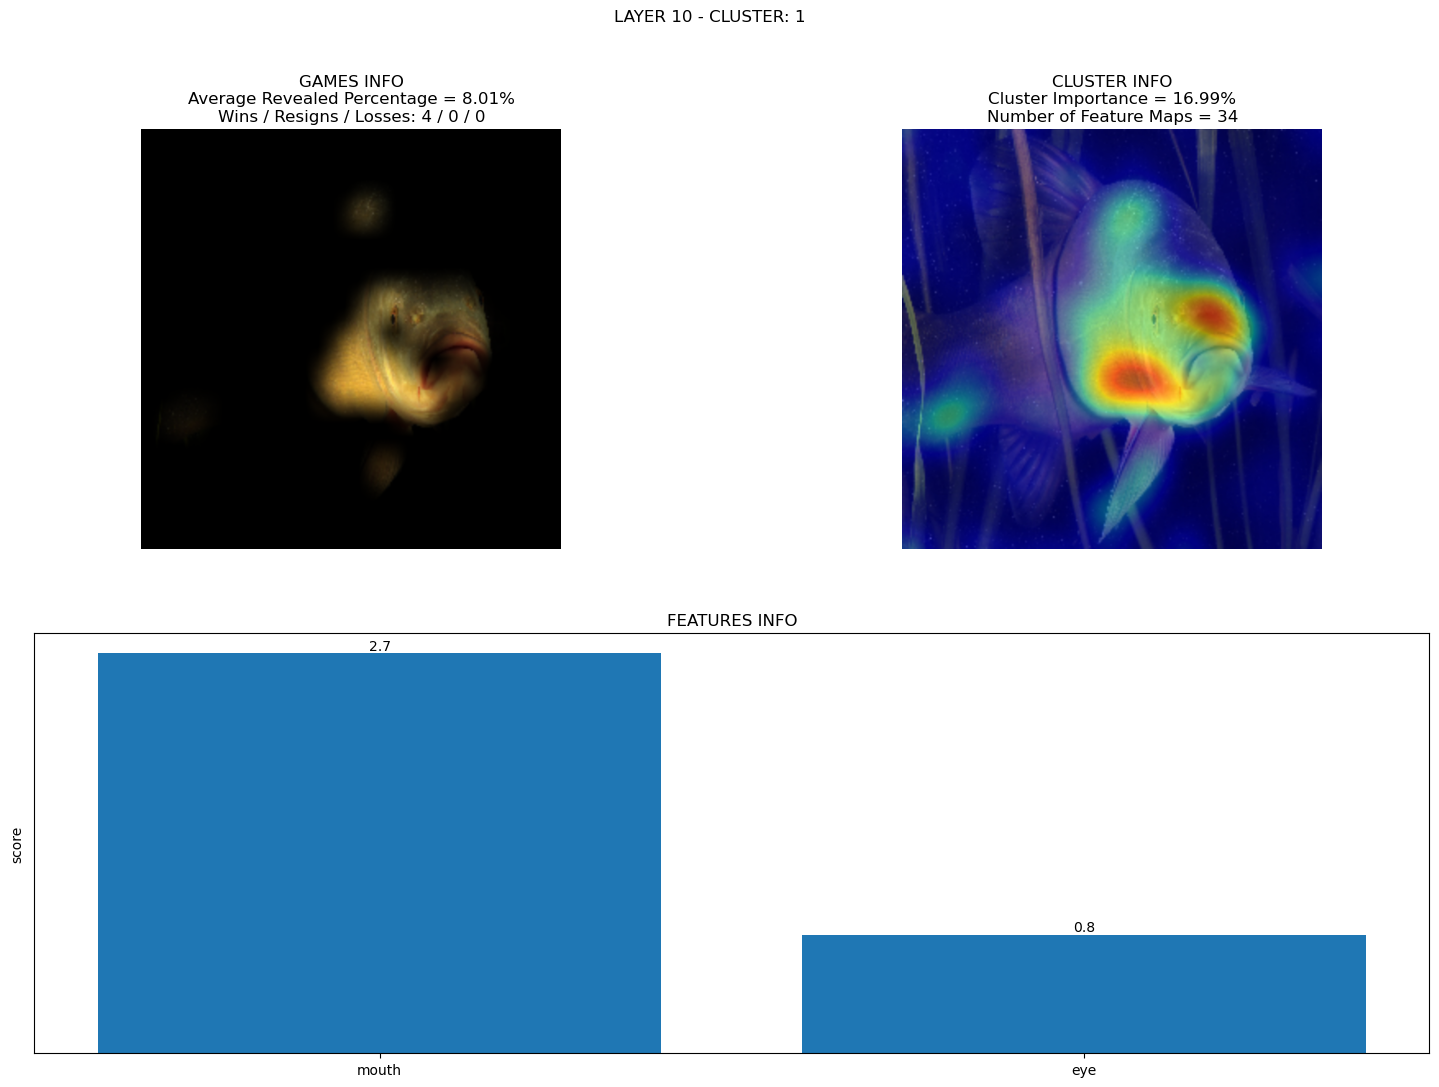 LAYER 10 - CLUSTER: 1
GAMES INFO
Average Revealed Percentage = 8.01%
Wins / Resigns / Losses: 4 / 0 / 0
CLUSTER INFO
Cluster Importance = 16.99%
Number of Feature Maps = 34
FEATURES INFO
2.7
0.8
score
mouth
eye